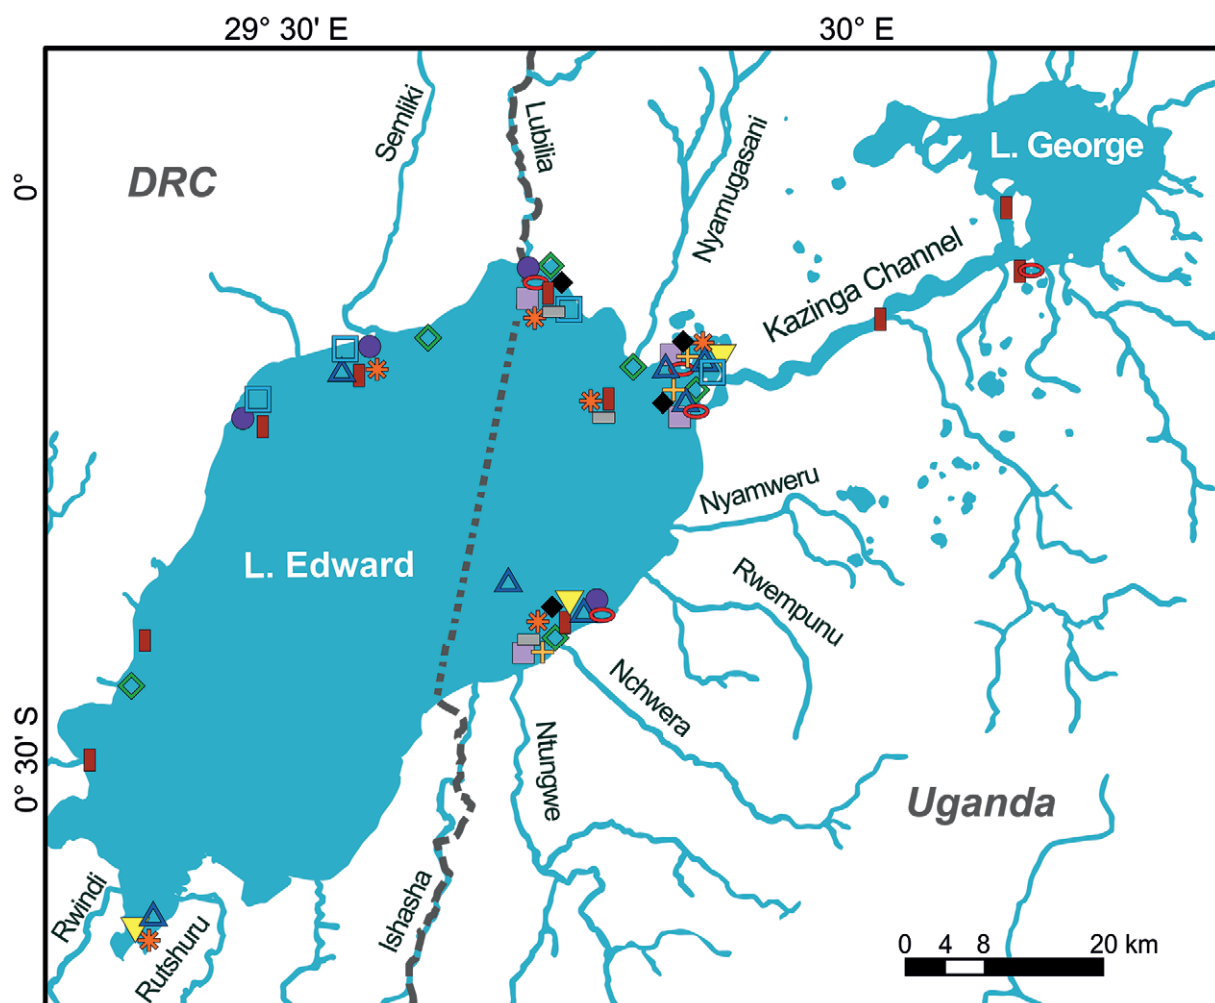 29° 30' E
30° E
Semliki
Lubilia
L. George
DRC
0°
Nyamugasani
Kazinga Channel
Nyamweru
L. Edward
Rwempunu
Nchwera
0° 30' S
Ntungwe
Uganda
Rwindi
Rutshuru
Ishasha
0 4 8 20 km